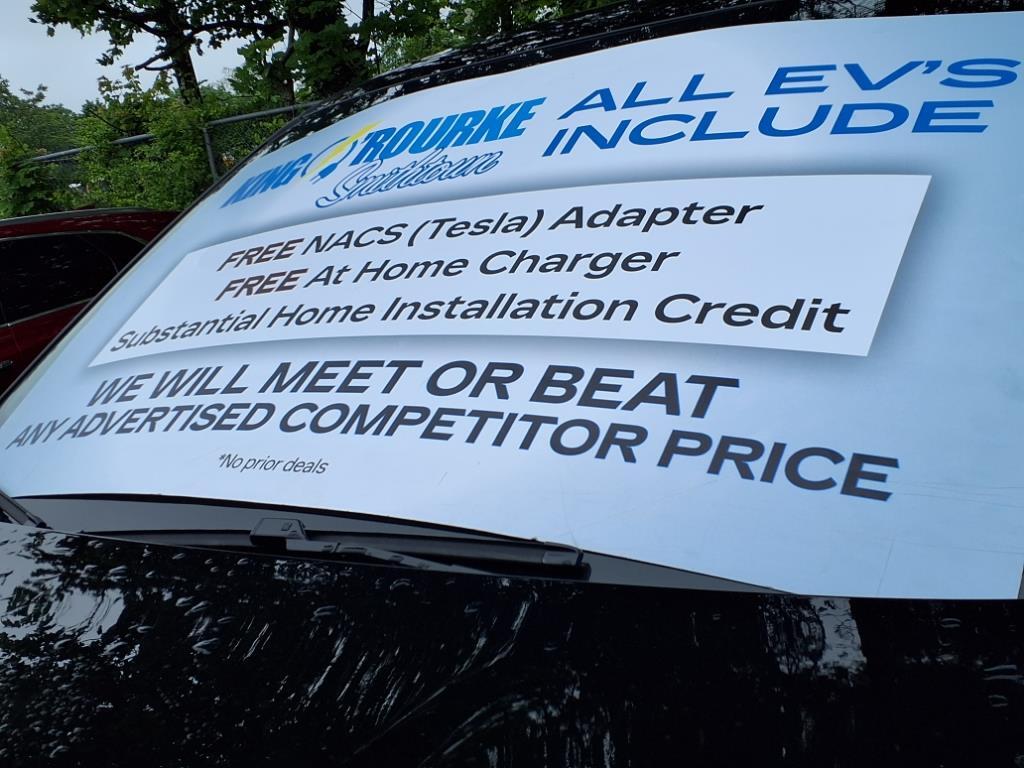 KING O'ROURKE
Smithtown
ALL EV'S
INCLUDE
FREE NACS (Tesla) Adapter
FREE At Home Charger
Substantial Home Installation Credit
WE WILL MEET OR BEAT
ANY ADVERTISED COMPETITOR PRICE
*No prior deals